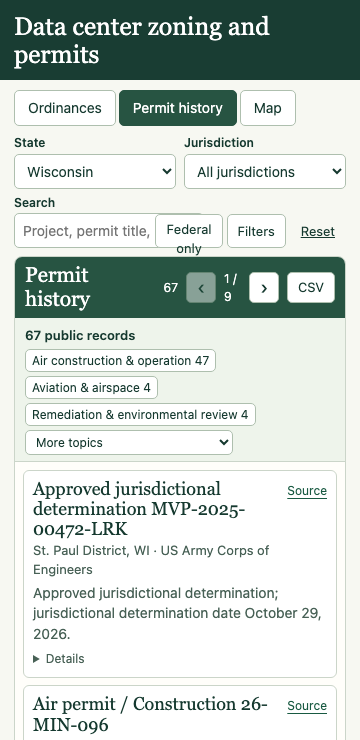 Data center zoning and
permits
Ordinances
Permit history
Map
State
Jurisdiction
Wisconsin
All jurisdictions
Search
Project, permit title,
Federal
only
Filters
Reset
Permit
history
67
‹
1 /
9
›
CSV
67 public records
Air construction & operation 47
Aviation & airspace 4
Remediation & environmental review 4
More topics
Approved jurisdictional
determination MVP-2025-
00472-LRK
Source
St. Paul District, WI · US Army Corps of
Engineers
Approved jurisdictional determination;
jurisdictional determination date October 29,
2026.
Details
Air permit / Construction 26-
MIN-096
Source